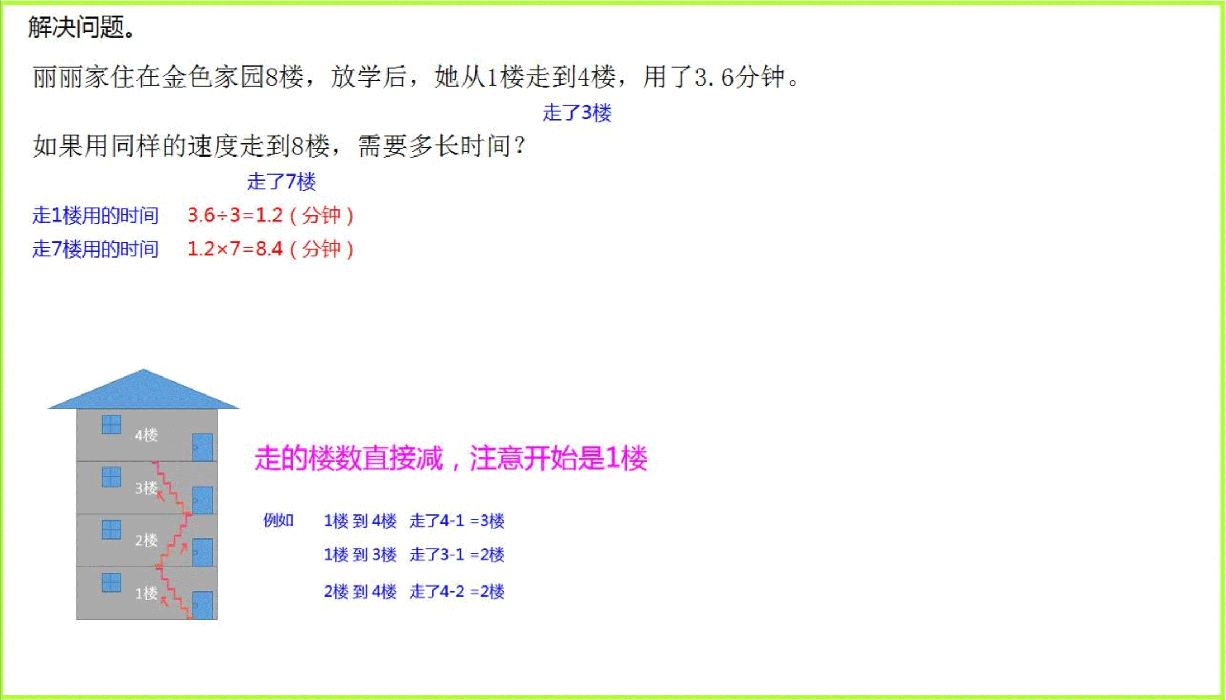 解决问题。
丽丽家住在金色家园8楼，放学后，她从1楼走到4楼，用了3.6分钟。
走了3楼
如果用同样的速度走到8楼，需要多长时间？
走了7楼
走1楼用的时间 3.6÷3=1.2（分钟）
走7楼用的时间 1.2×7=8.4（分钟）
4楼
3楼
2楼
1楼
走的楼数直接减，注意开始是1楼
例如 1楼 到 4楼 走了4-1 =3楼
1楼 到 3楼 走了3-1 =2楼
2楼 到 4楼 走了4-2 =2楼